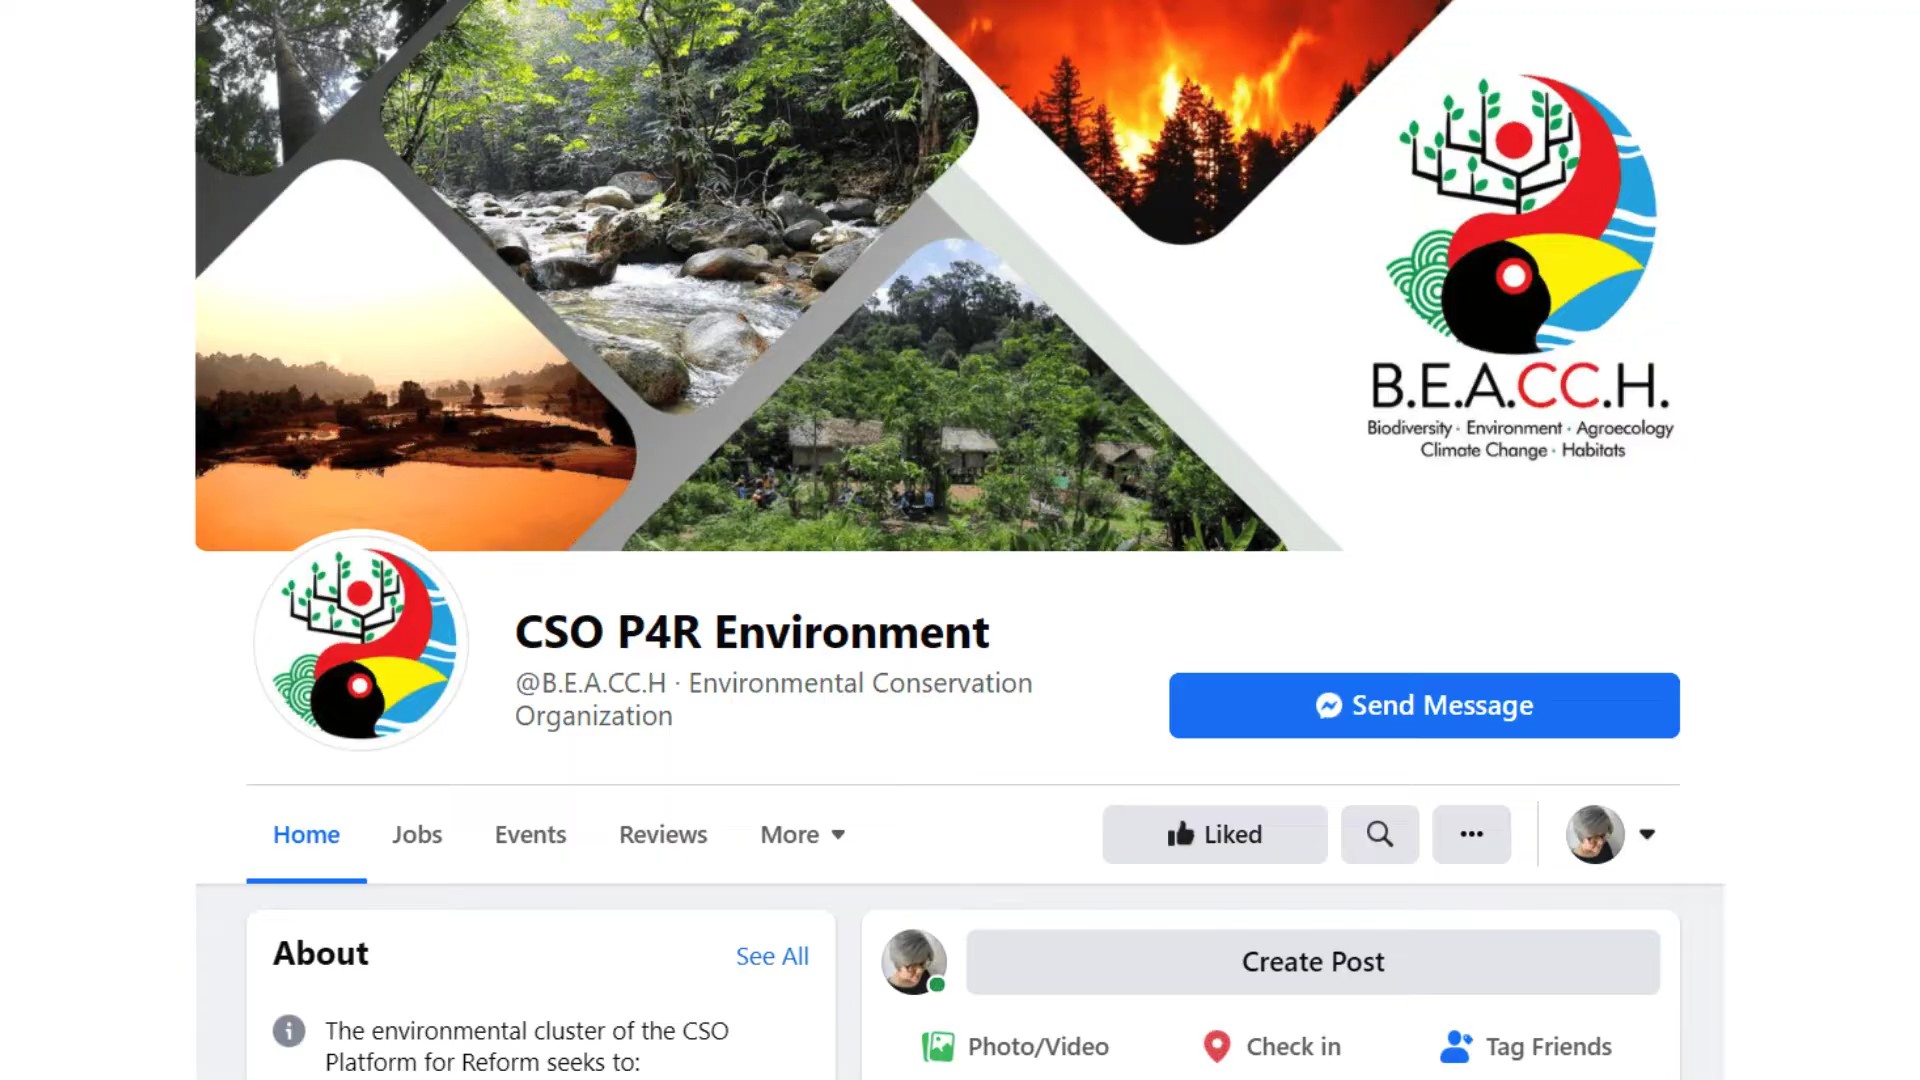 B.E.A.CC.H.
Biodiversity · Environment · Agroecology
Climate Change · Habitats
CSO P4R Environment
@B.E.A.CC.H · Environmental Conservation
Organization
Send Message
Home
Jobs
Events
Reviews
More
Liked
About
See All
Create Post
The environmental cluster of the CSO
Platform for Reform seeks to:
Photo/Video
Check in
Tag Friends